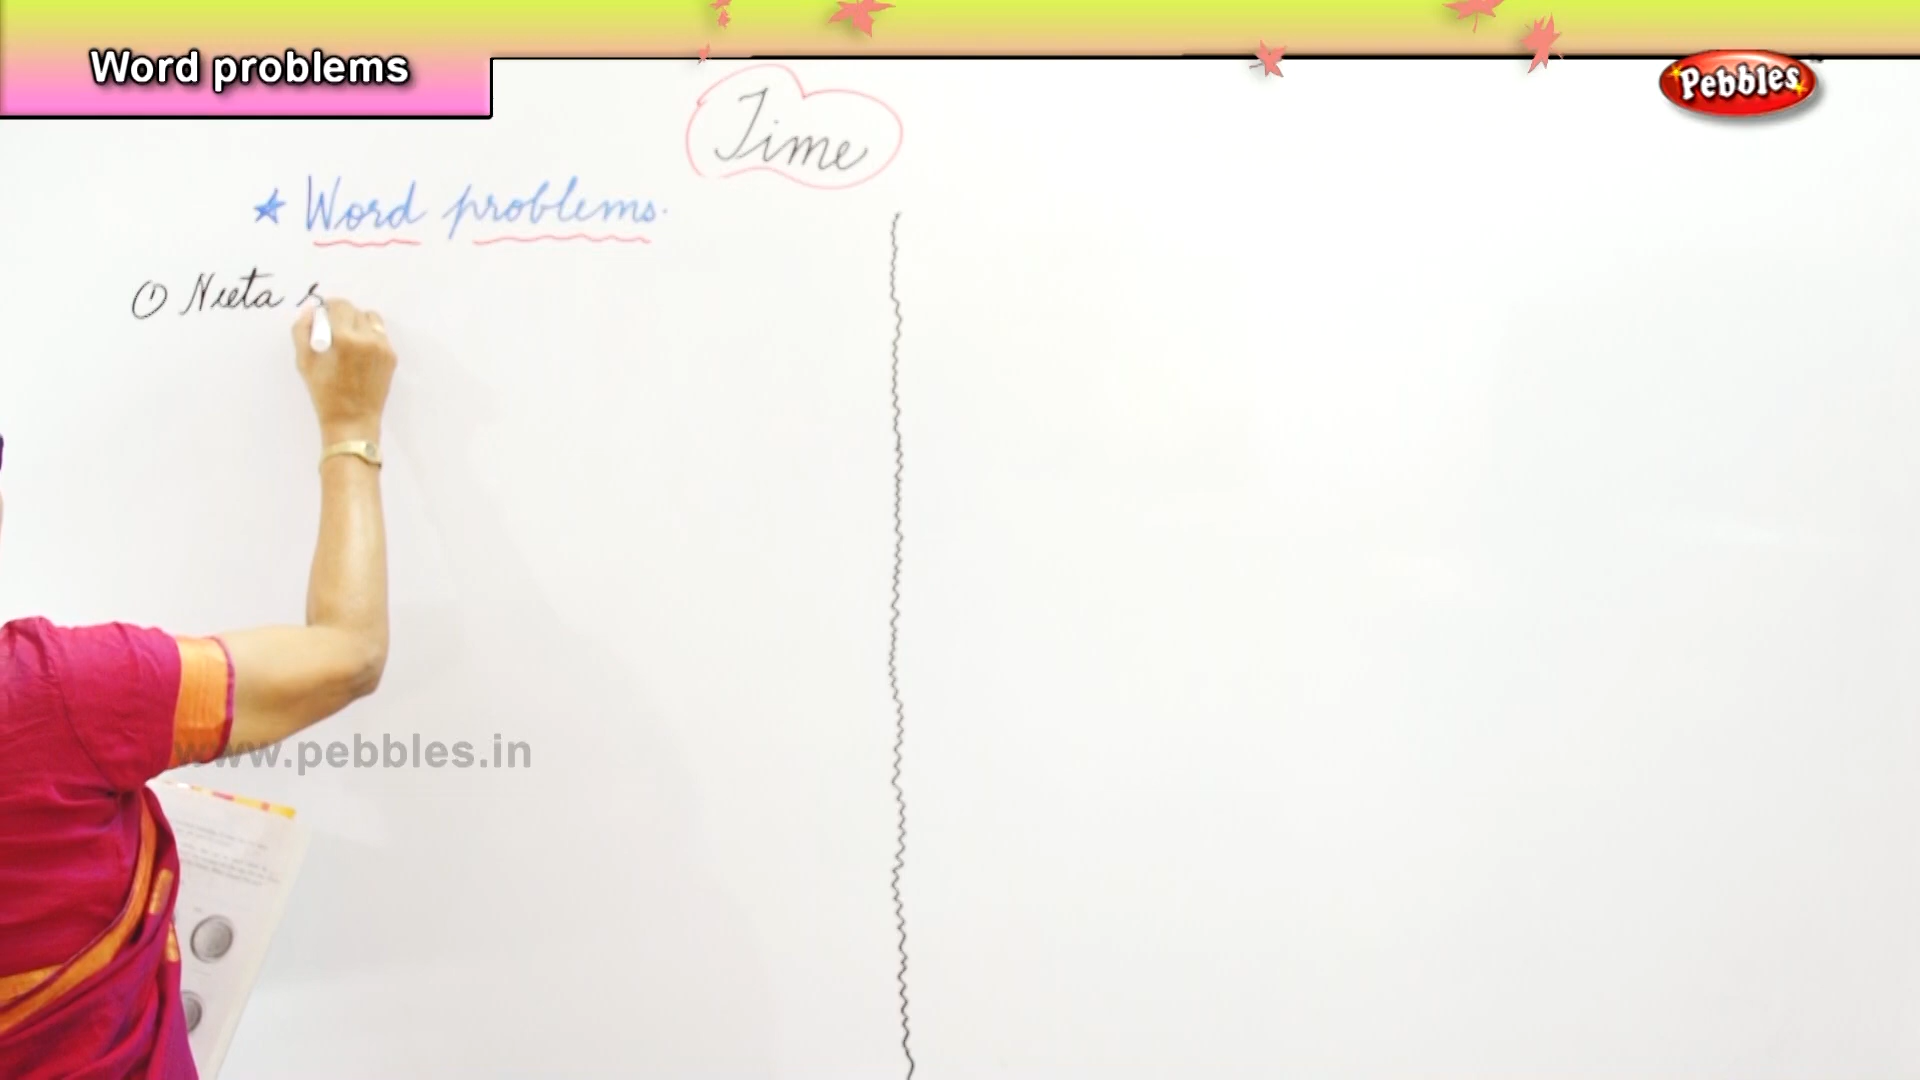 Word problems
Pebbles
Time
★ Word problems.
① Neeta s
www.pebbles.in